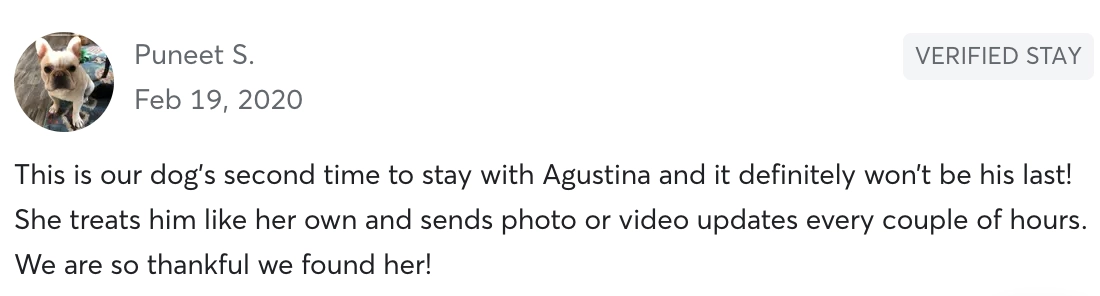 Puneet S.
VERIFIED STAY
Feb 19, 2020
This is our dog's second time to stay with Agustina and it definitely won't be his last!
She treats him like her own and sends photo or video updates every couple of hours.
We are so thankful we found her!